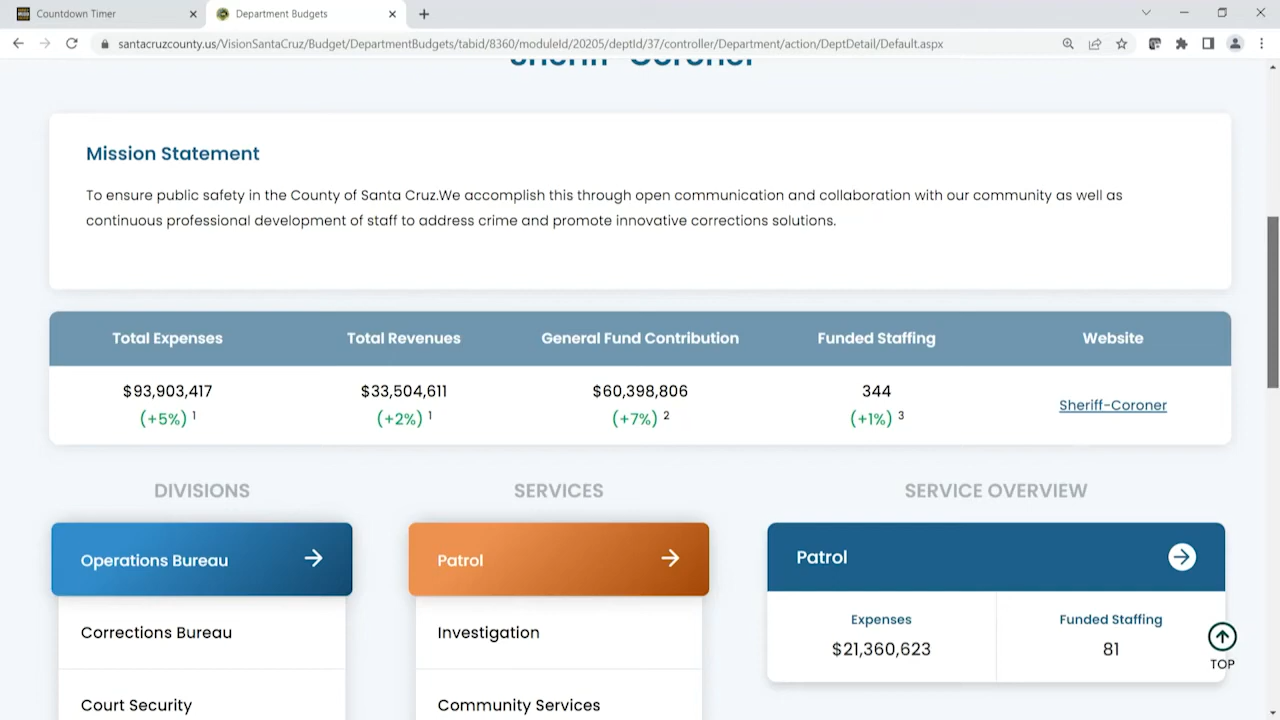 Countdown Timer
Department Budgets
santacruzcounty.us/VisionSantaCruz/Budget/DepartmentBudgets/tabid/8360/moduleId/20205/deptId/37/controller/Department/action/DeptDetail/Default.aspx
Sheriff-Coroner
Mission Statement
To ensure public safety in the County of Santa Cruz.We accomplish this through open communication and collaboration with our community as well as
continuous professional development of staff to address crime and promote innovative corrections solutions.
Total Expenses Total Revenues General Fund Contribution Funded Staffing Website
$93,903,417 $33,504,611 $60,398,806 344
(+5%) 1 (+2%) 1 (+7%) 2 (+1%) 3 Sheriff-Coroner
DIVISIONS SERVICES SERVICE OVERVIEW
Operations Bureau Patrol Patrol
Corrections Bureau Investigation Expenses Funded Staffing
$21,360,623 81
TOP
Court Security Community Services